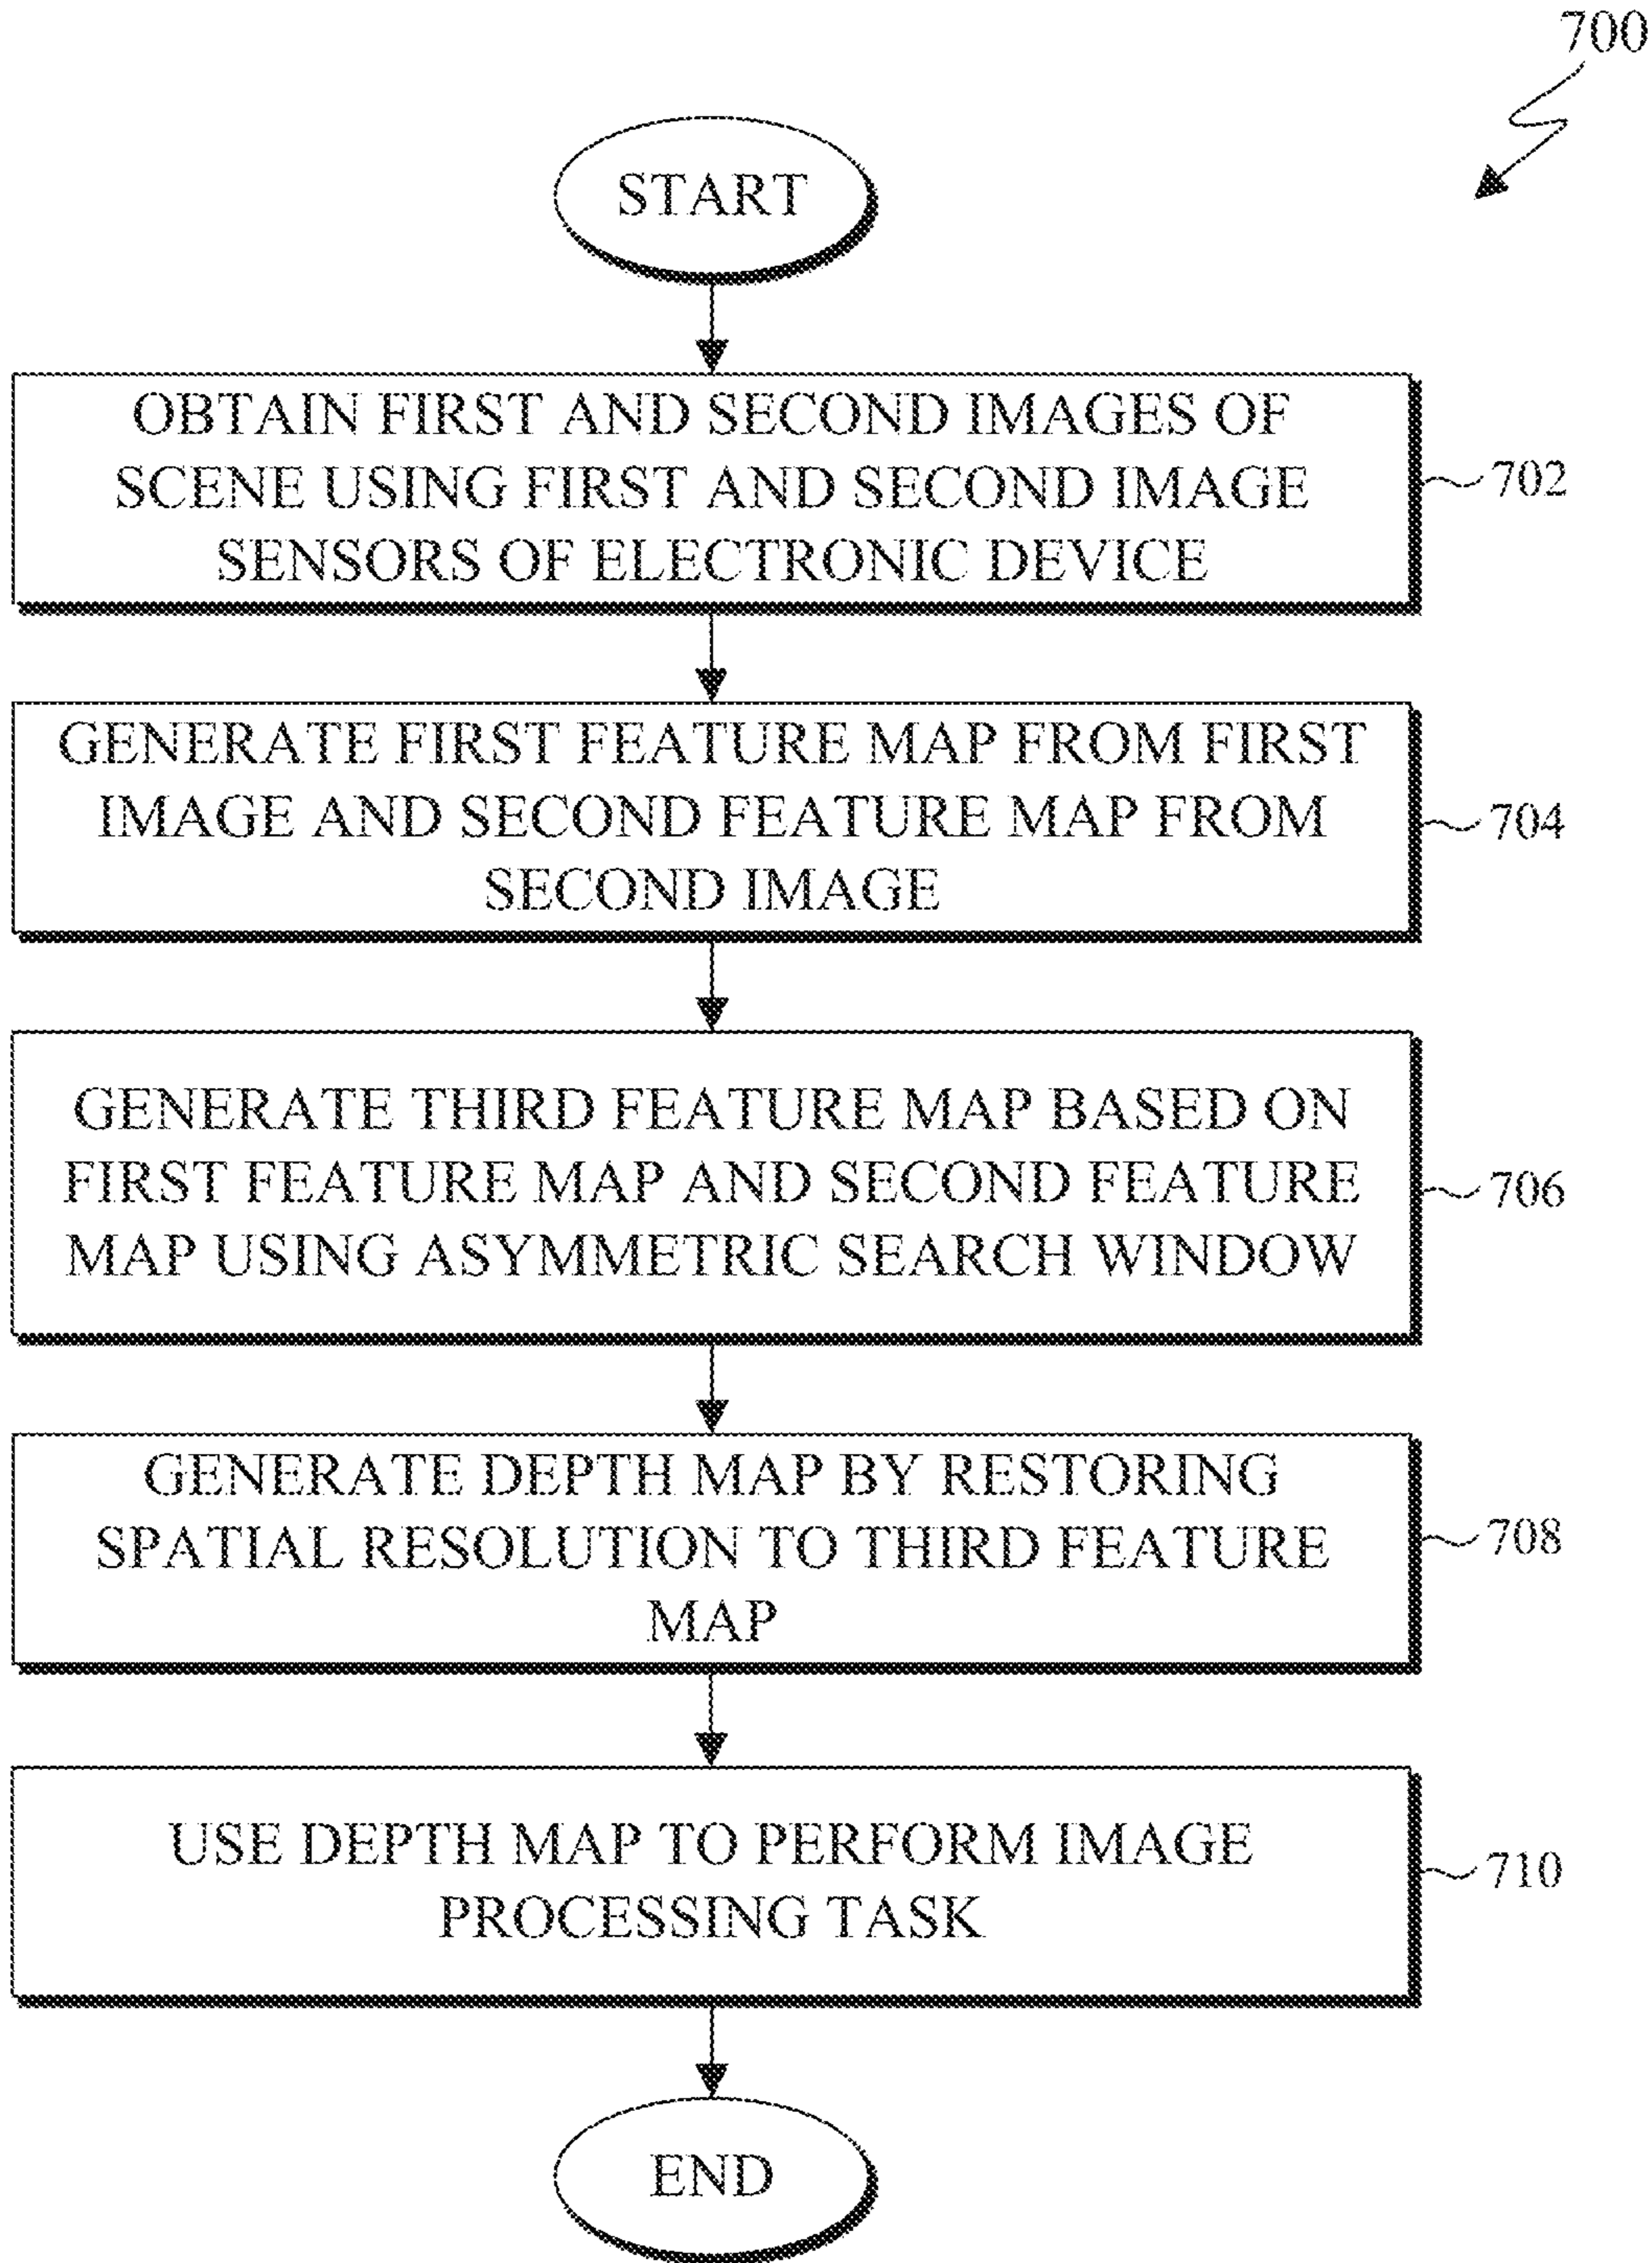 700
START
OBTAIN FIRST AND SECOND IMAGES OF
SCENE USING FIRST AND SECOND IMAGE
SENSORS OF ELECTRONIC DEVICE
702
GENERATE FIRST FEATURE MAP FROM FIRST
IMAGE AND SECOND FEATURE MAP FROM
SECOND IMAGE
704
GENERATE THIRD FEATURE MAP BASED ON
FIRST FEATURE MAP AND SECOND FEATURE
MAP USING ASYMMETRIC SEARCH WINDOW
706
GENERATE DEPTH MAP BY RESTORING
SPATIAL RESOLUTION TO THIRD FEATURE
MAP
708
USE DEPTH MAP TO PERFORM IMAGE
PROCESSING TASK
710
END